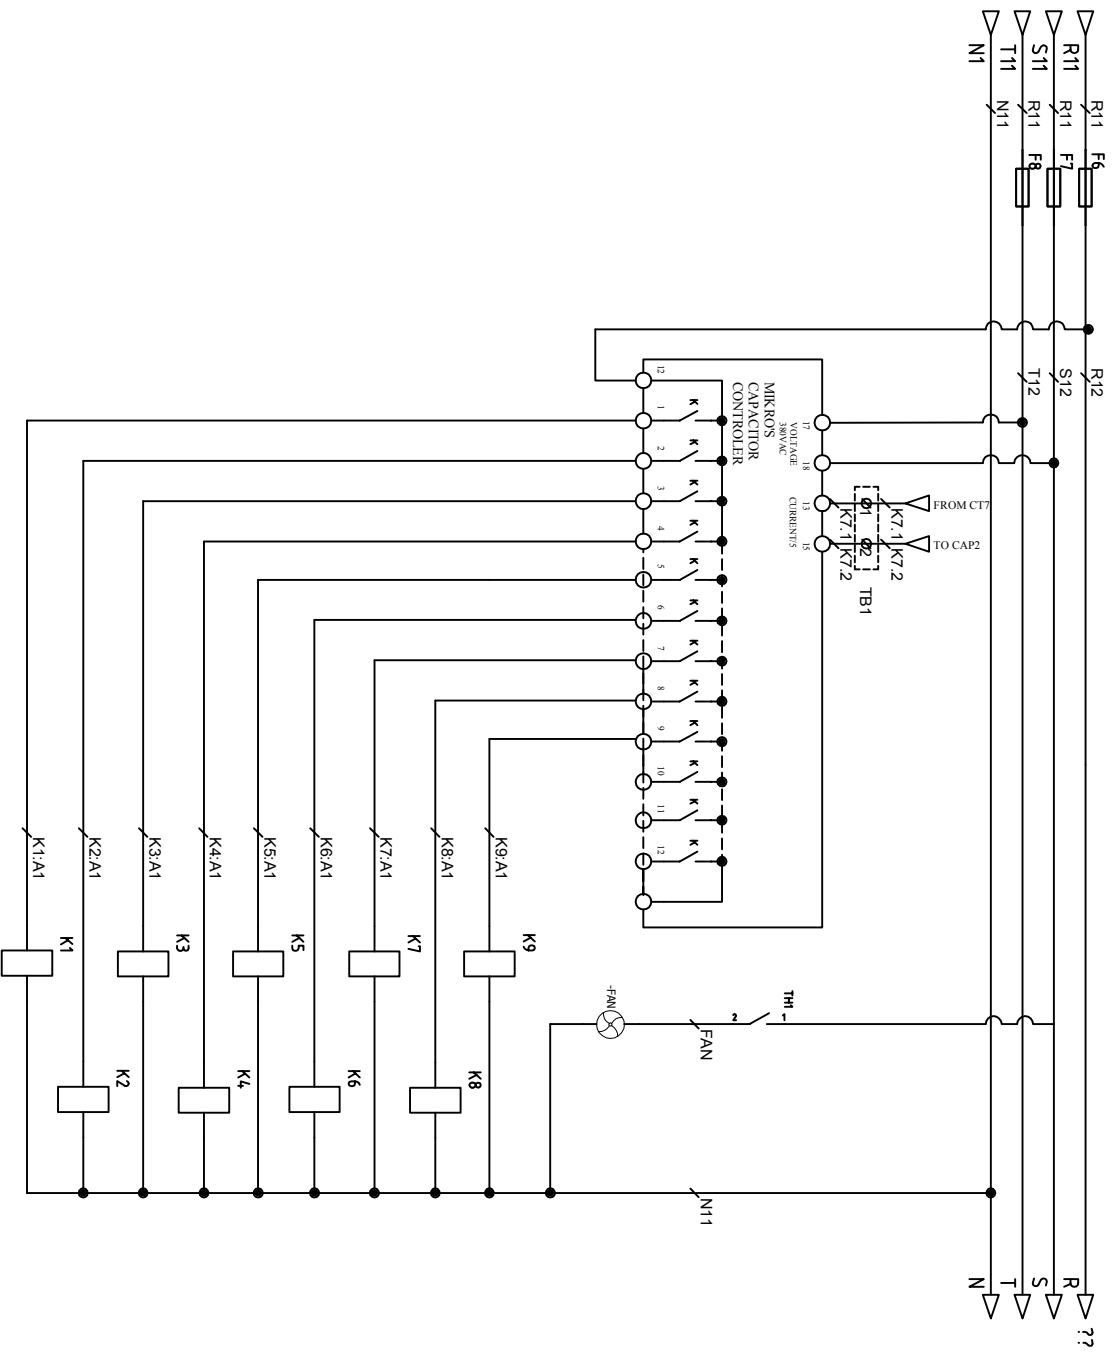 R11
S11
T11
N1
R11
R11
R11
N11
F6
F7
F8
R12
S12
T12
MIKRO'S
CAPACITOR
CONTROLER
VOLTAGE
380VAC
CURRENT/5
17
18
13
15
FROM CT7
TO CAP2
01
02
K7.1
K7.1
K7.2
K7.2
TB1
12
1
2
3
4
5
6
7
8
9
10
11
12
K
K
K
K
K
K
K
K
K
K
K
K
K1:A1
K2:A1
K3:A1
K4:A1
K5:A1
K6:A1
K7:A1
K8:A1
K9:A1
K1
K2
K3
K4
K5
K6
K7
K8
K9
TH1
1
2
FAN
-FAN
N11
R
S
T
N
??